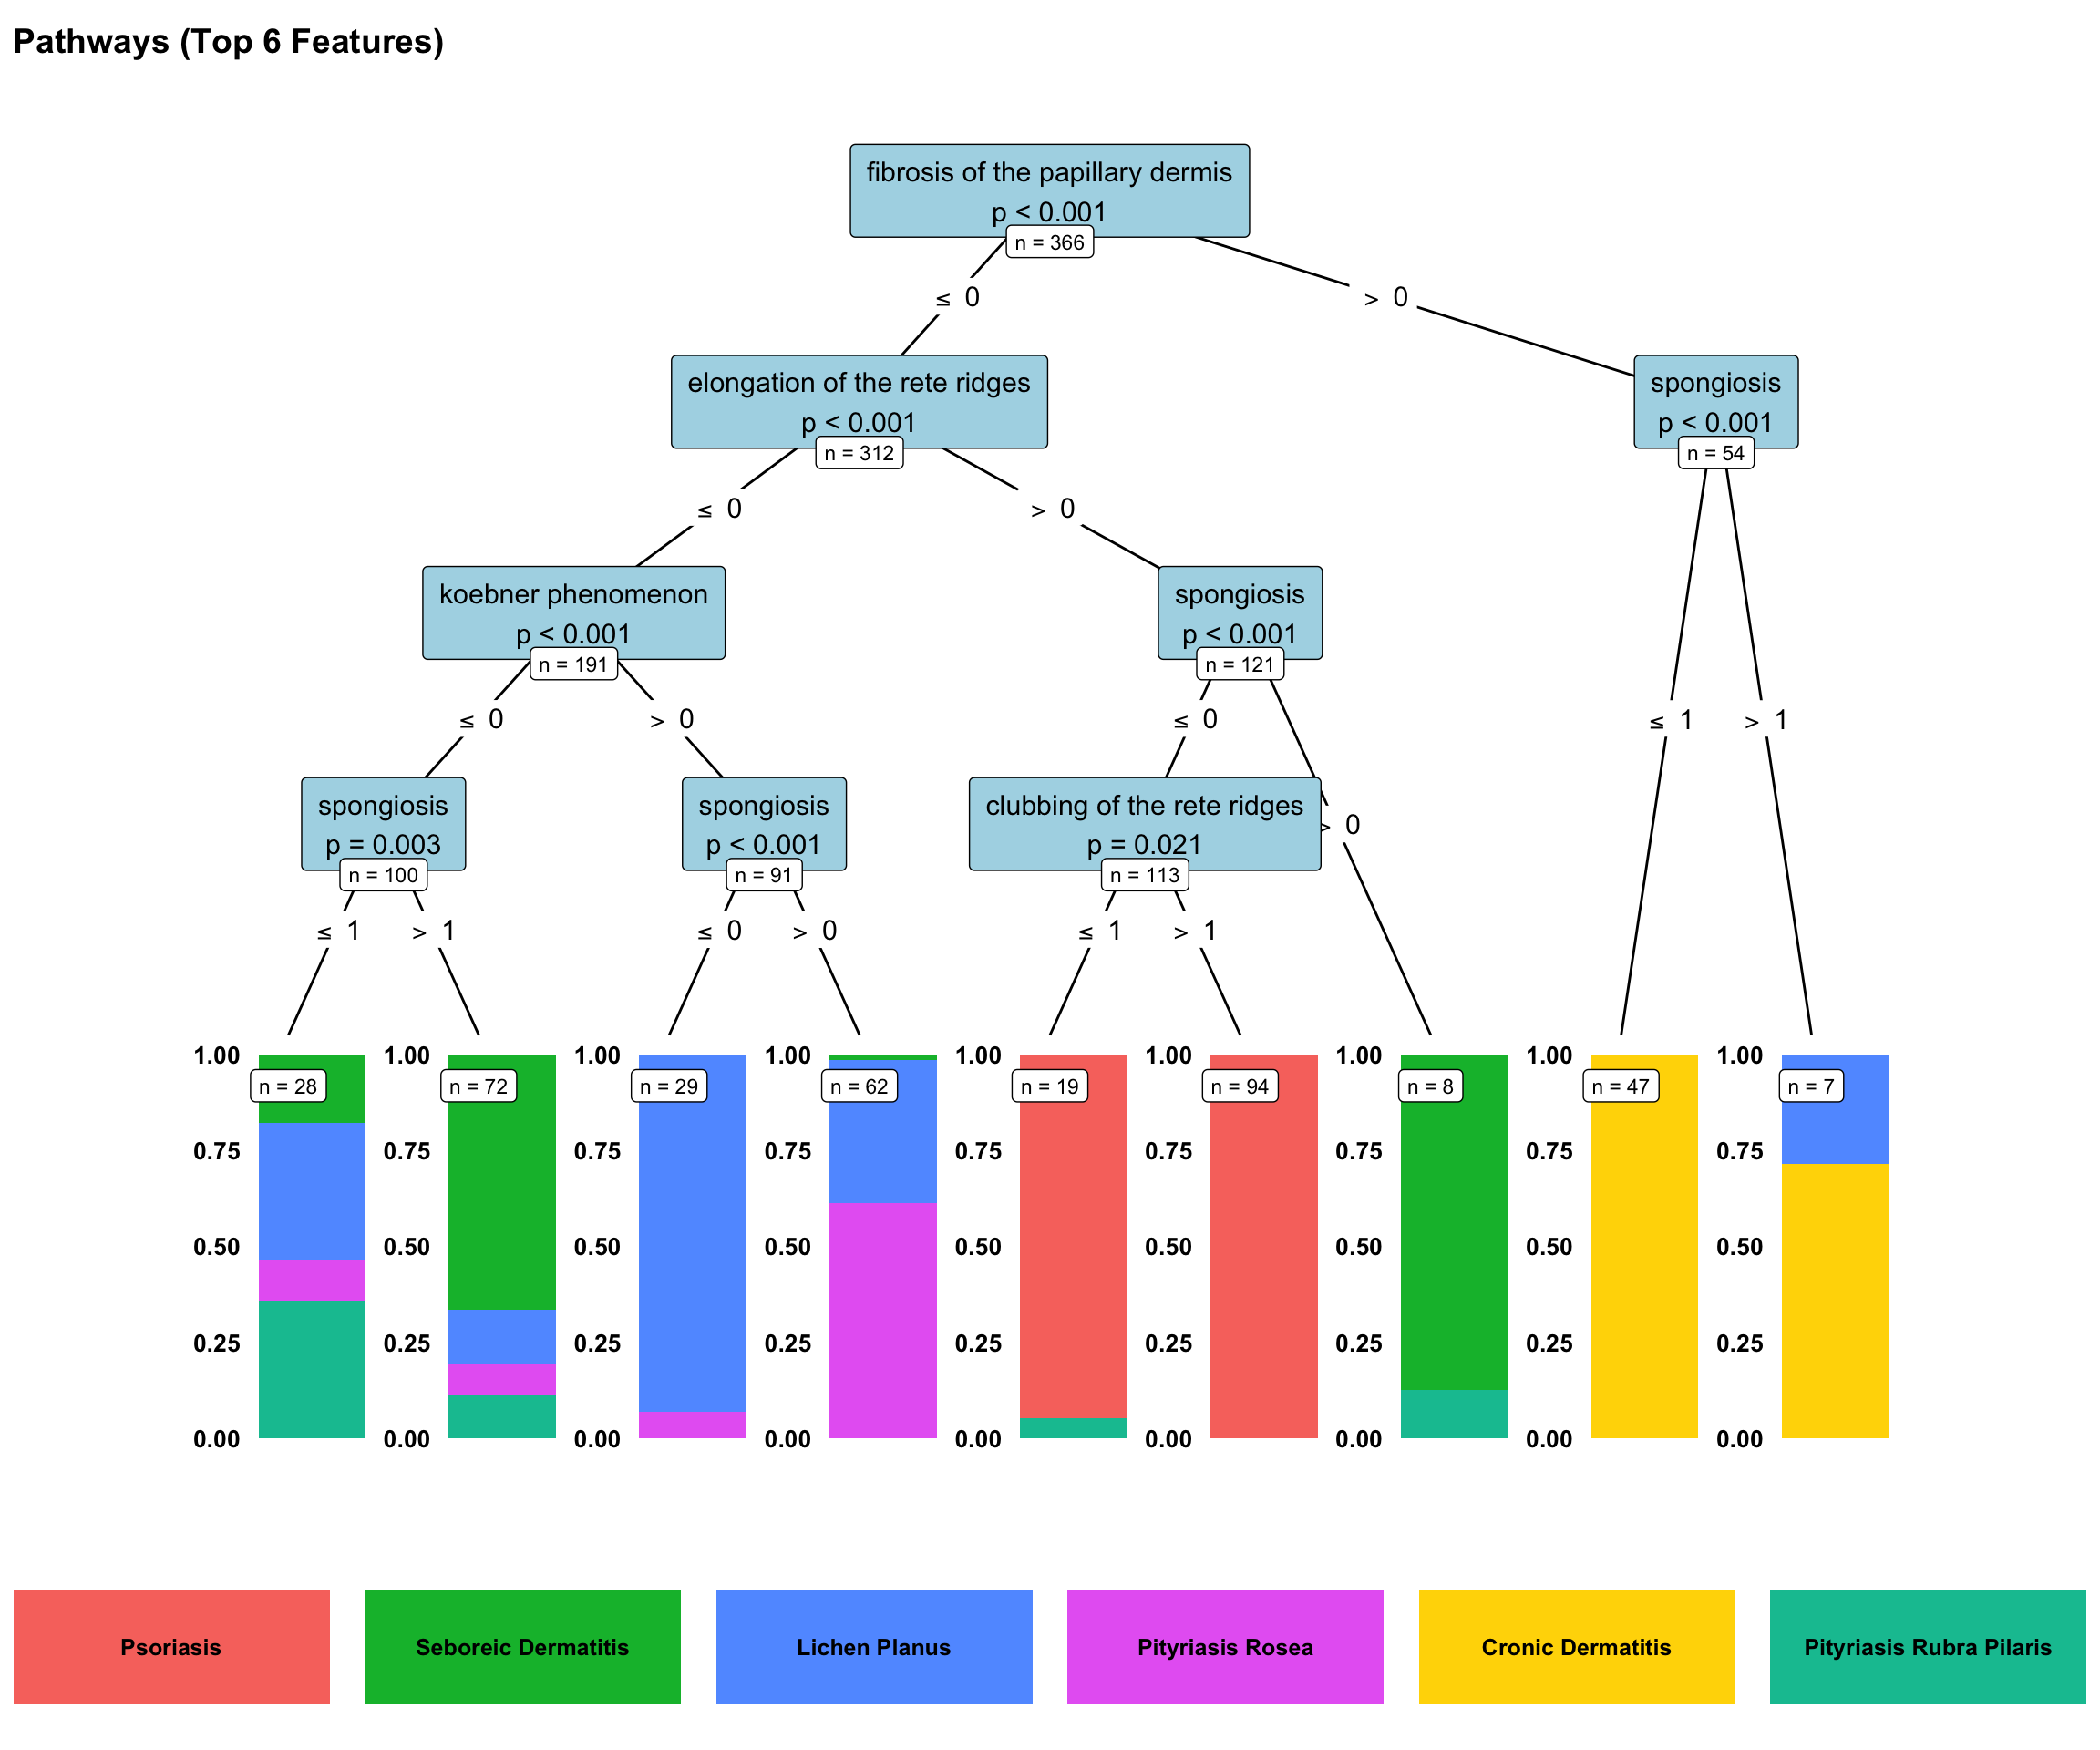 Pathways (Top 6 Features)
fibrosis of the papillary dermis
p < 0.001
n = 366
≤ 0
> 0
elongation of the rete ridges
p < 0.001
n = 312
spongiosis
p < 0.001
n = 54
≤ 0
> 0
koebner phenomenon
p < 0.001
n = 191
spongiosis
p < 0.001
n = 121
≤ 0
> 0
≤ 0
≤ 1
> 1
spongiosis
p = 0.003
n = 100
spongiosis
p < 0.001
n = 91
clubbing of the rete ridges
p = 0.021
n = 113
> 0
≤ 1
> 1
≤ 0
> 0
≤ 1
> 1
1.00
0.75
0.50
0.25
0.00
n = 28
1.00
0.75
0.50
0.25
0.00
n = 72
1.00
0.75
0.50
0.25
0.00
n = 29
1.00
0.75
0.50
0.25
0.00
n = 62
1.00
0.75
0.50
0.25
0.00
n = 19
1.00
0.75
0.50
0.25
0.00
n = 94
1.00
0.75
0.50
0.25
0.00
n = 8
1.00
0.75
0.50
0.25
0.00
n = 47
1.00
0.75
0.50
0.25
0.00
n = 7
Psoriasis
Seboreic Dermatitis
Lichen Planus
Pityriasis Rosea
Cronic Dermatitis
Pityriasis Rubra Pilaris